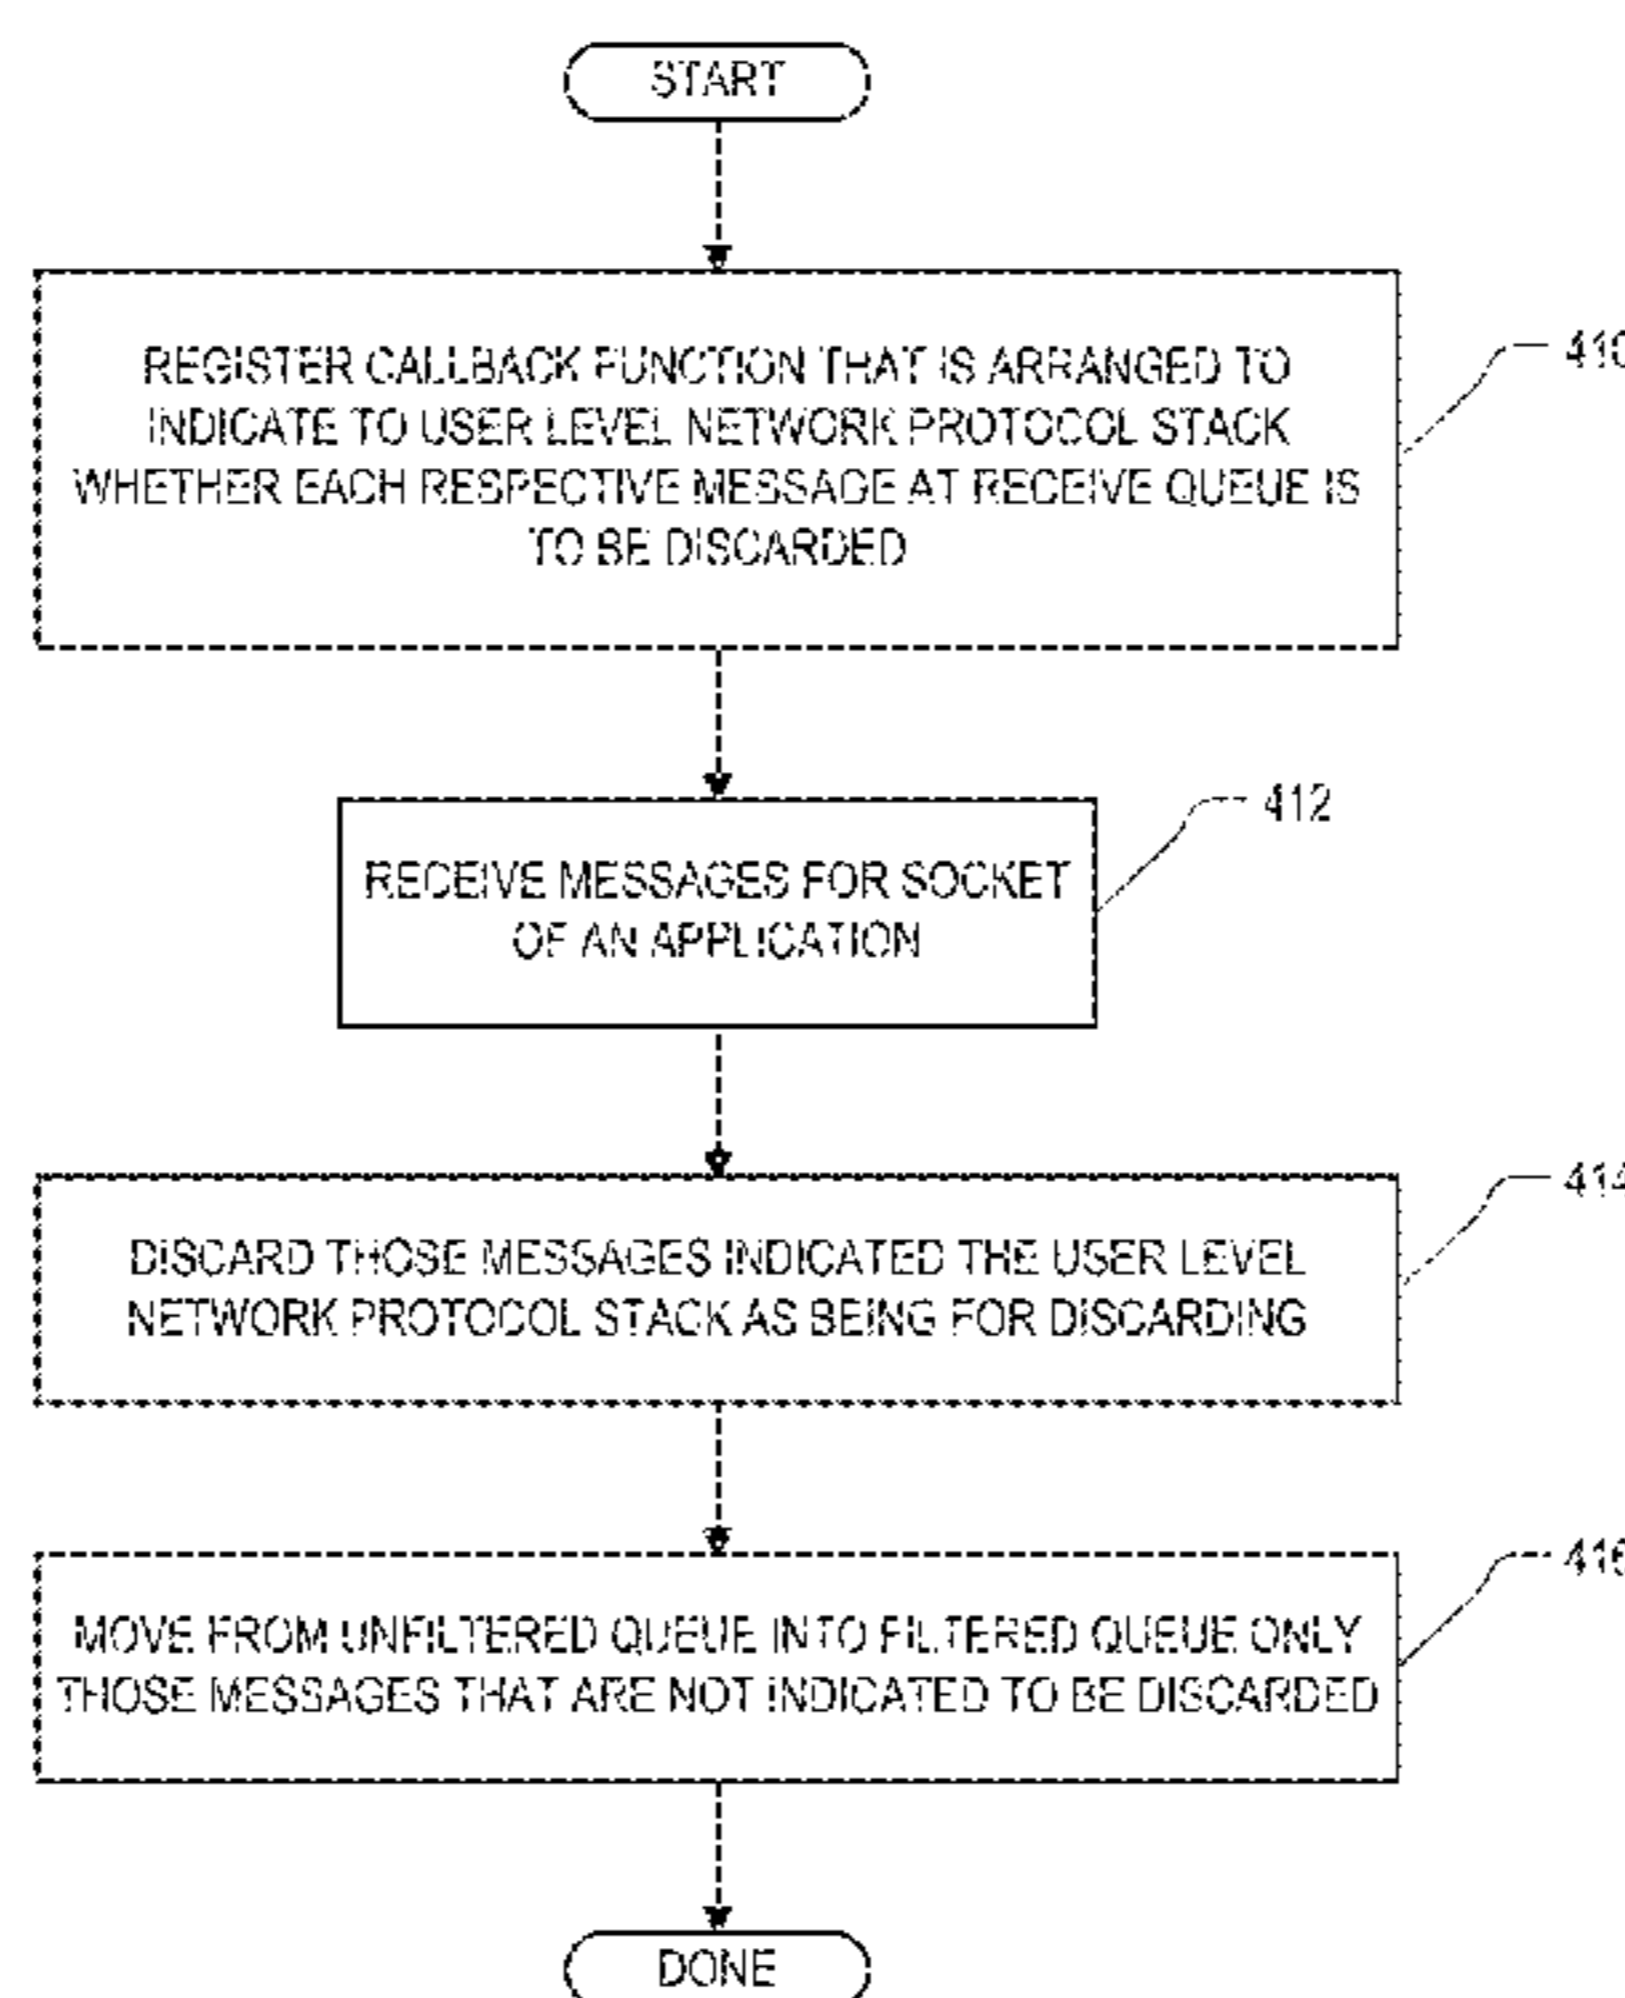 START
REGISTER CALLBACK FUNCTION THAT IS ARRANGED TO
INDICATE TO USER LEVEL NETWORK PROTOCOL STACK
WHETHER EACH RESPECTIVE MESSAGE AT RECEIVE QUEUE IS
TO BE DISCARDED
410
RECEIVE MESSAGES FOR SOCKET
OF AN APPLICATION
412
DISCARD THOSE MESSAGES INDICATED THE USER LEVEL
NETWORK PROTOCOL STACK AS BEING FOR DISCARDING
414
MOVE FROM UNFILTERED QUEUE INTO FILTERED QUEUE ONLY
THOSE MESSAGES THAT ARE NOT INDICATED TO BE DISCARDED
416
DONE